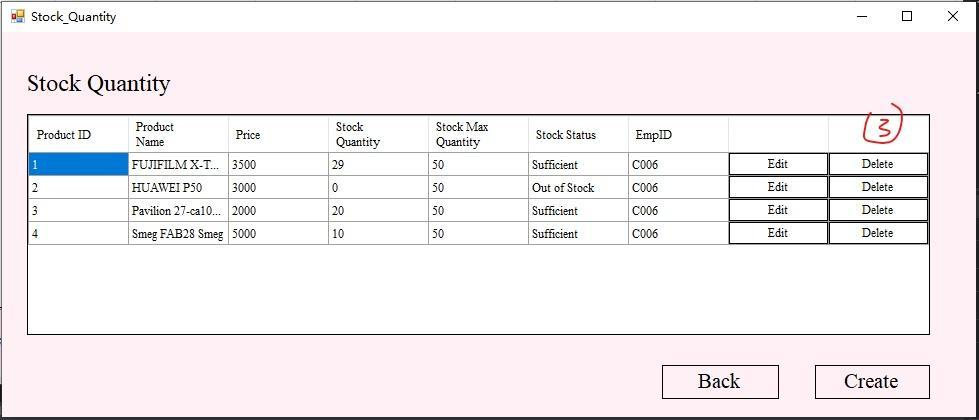 Stock_Quantity
Stock Quantity
Product ID Product Name Price Stock Quantity Stock Max Quantity Stock Status EmpID 3
1 FUJIFILM X-T... 3500 29 50 Sufficient C006 Edit Delete
2 HUAWEI P50 3000 0 50 Out of Stock C006 Edit Delete
3 Pavilion 27-ca10... 2000 20 50 Sufficient C006 Edit Delete
4 Smeg FAB28 Smeg 5000 10 50 Sufficient C006 Edit Delete
Back Create